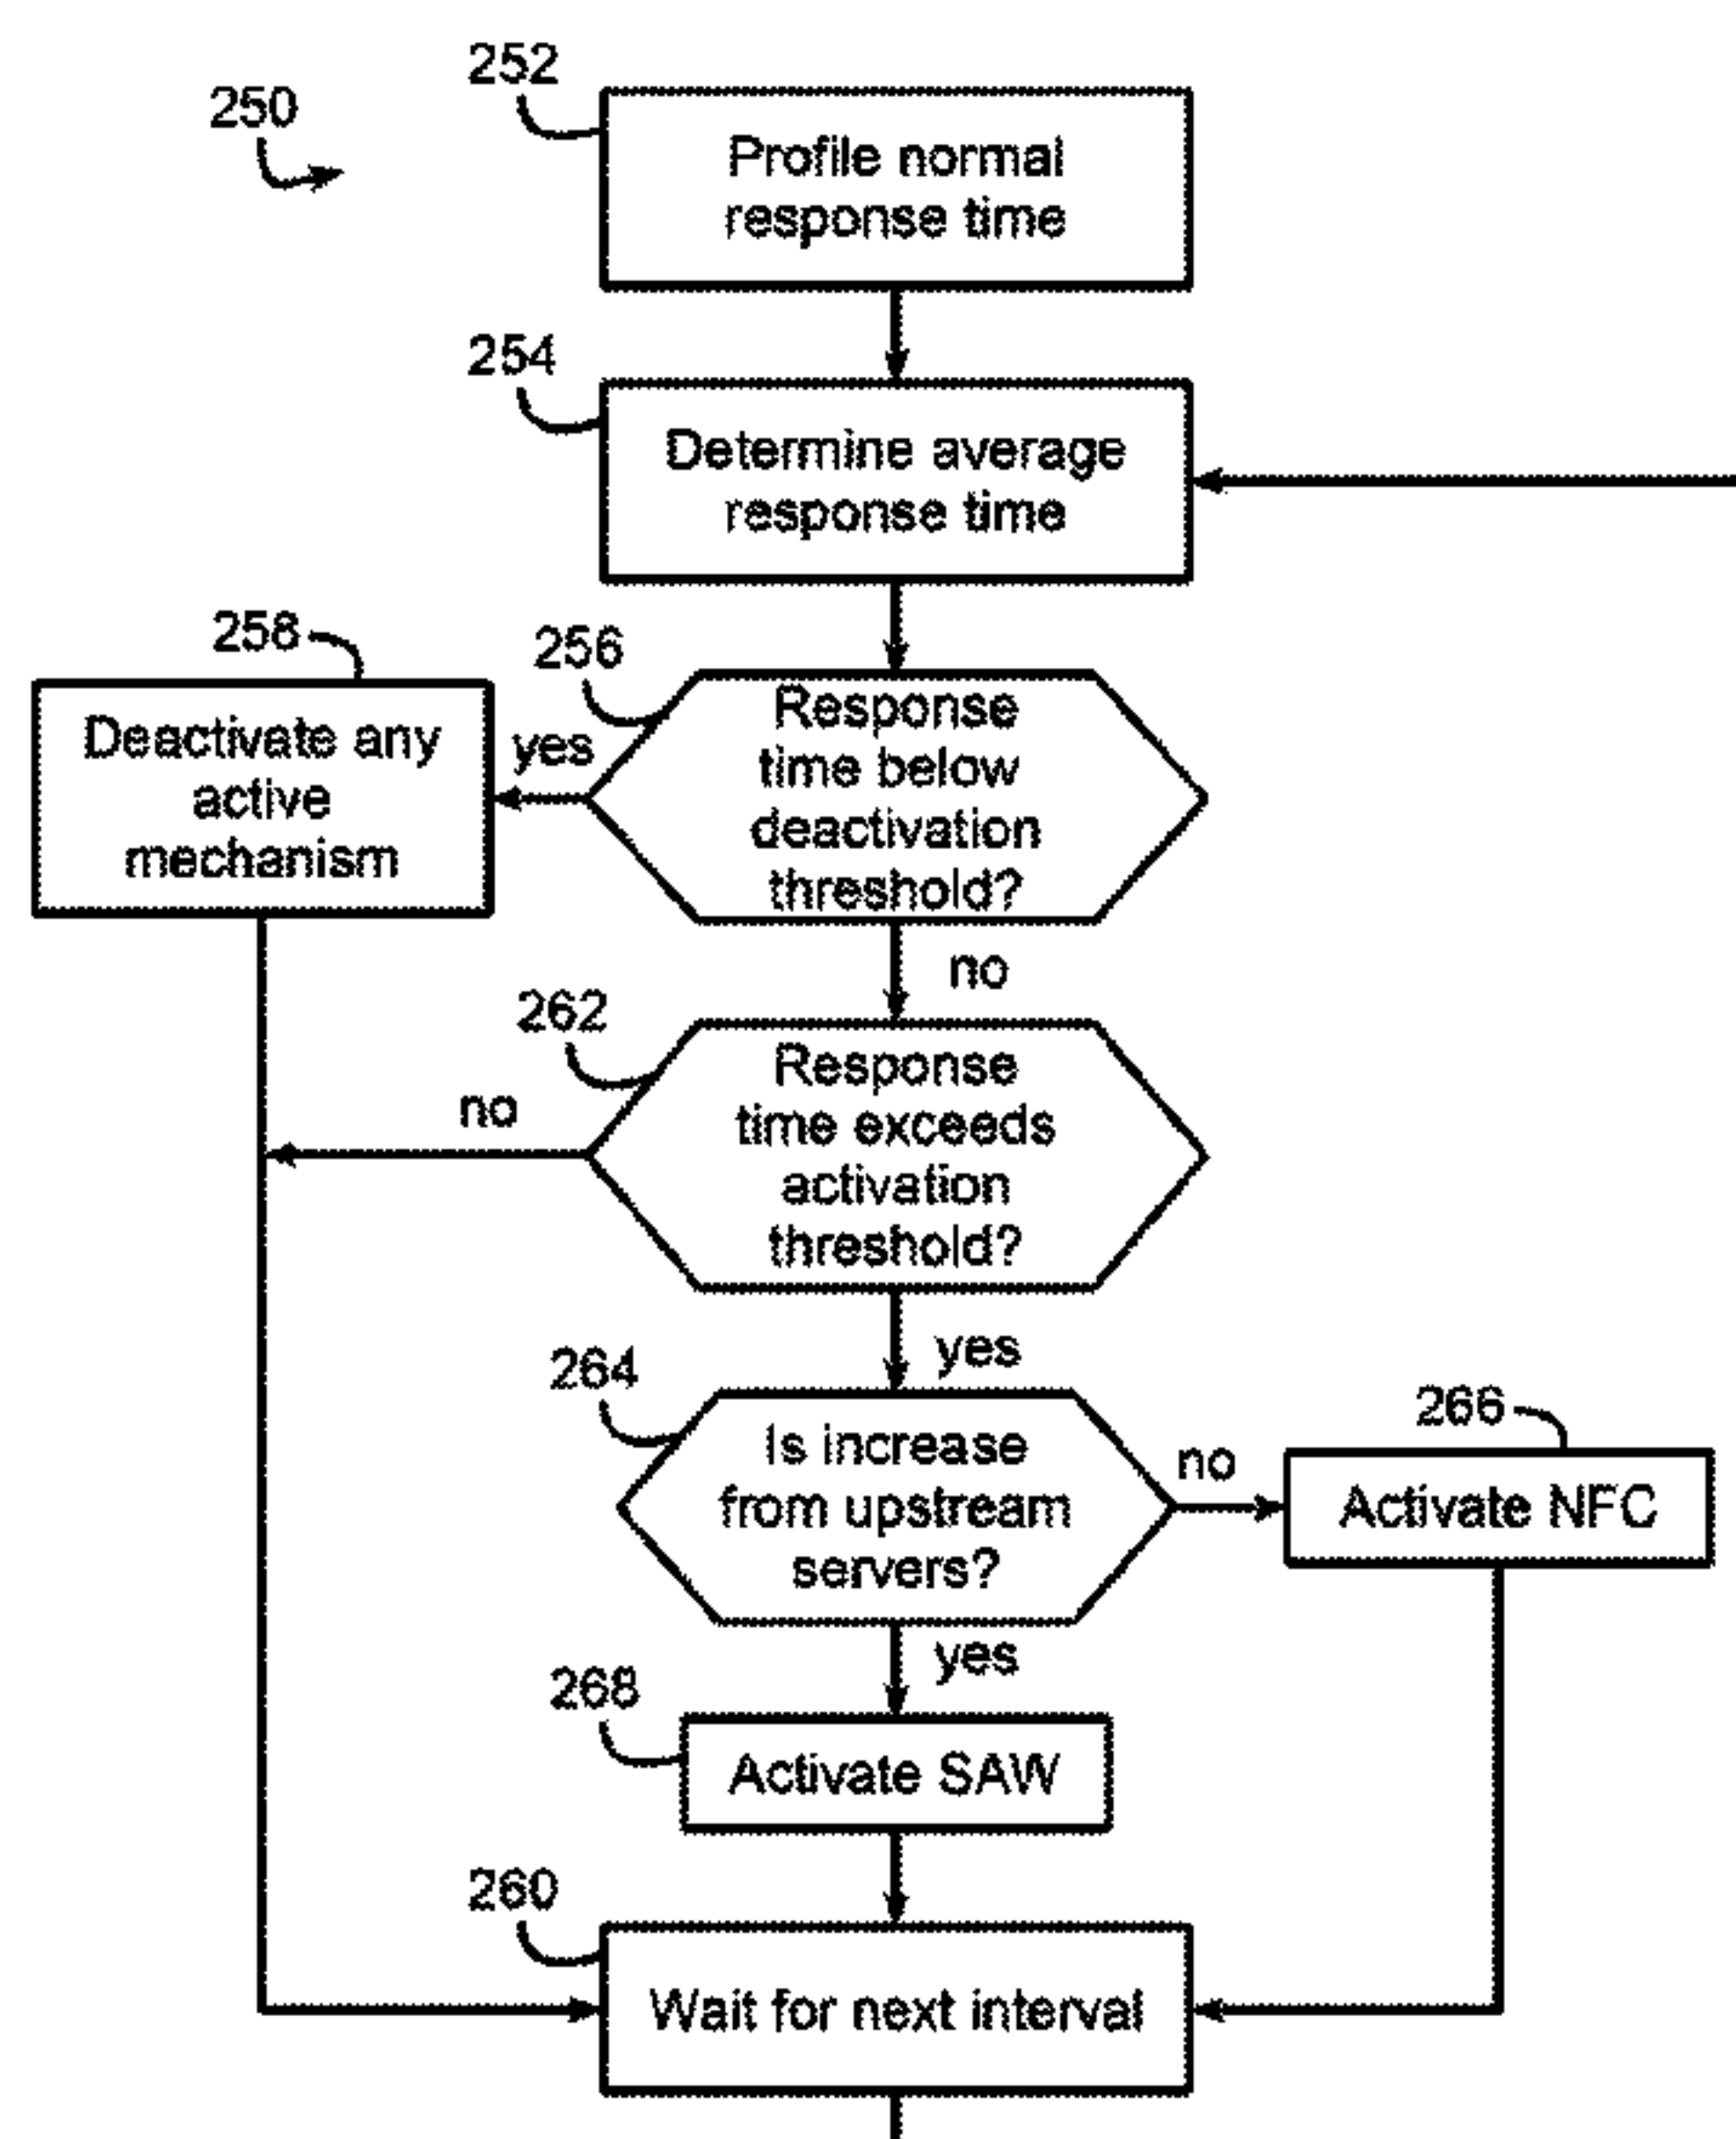 252
250
Profile normal
response time
254
Determine average
response time
258
256
Deactivate any
active
mechanism
yes
Response
time below
deactivation
threshold?
no
262
Response
time exceeds
activation
threshold?
no
yes
264
Is increase
from upstream
servers?
no
266
Activate NFC
yes
268
Activate SAW
260
Wait for next interval